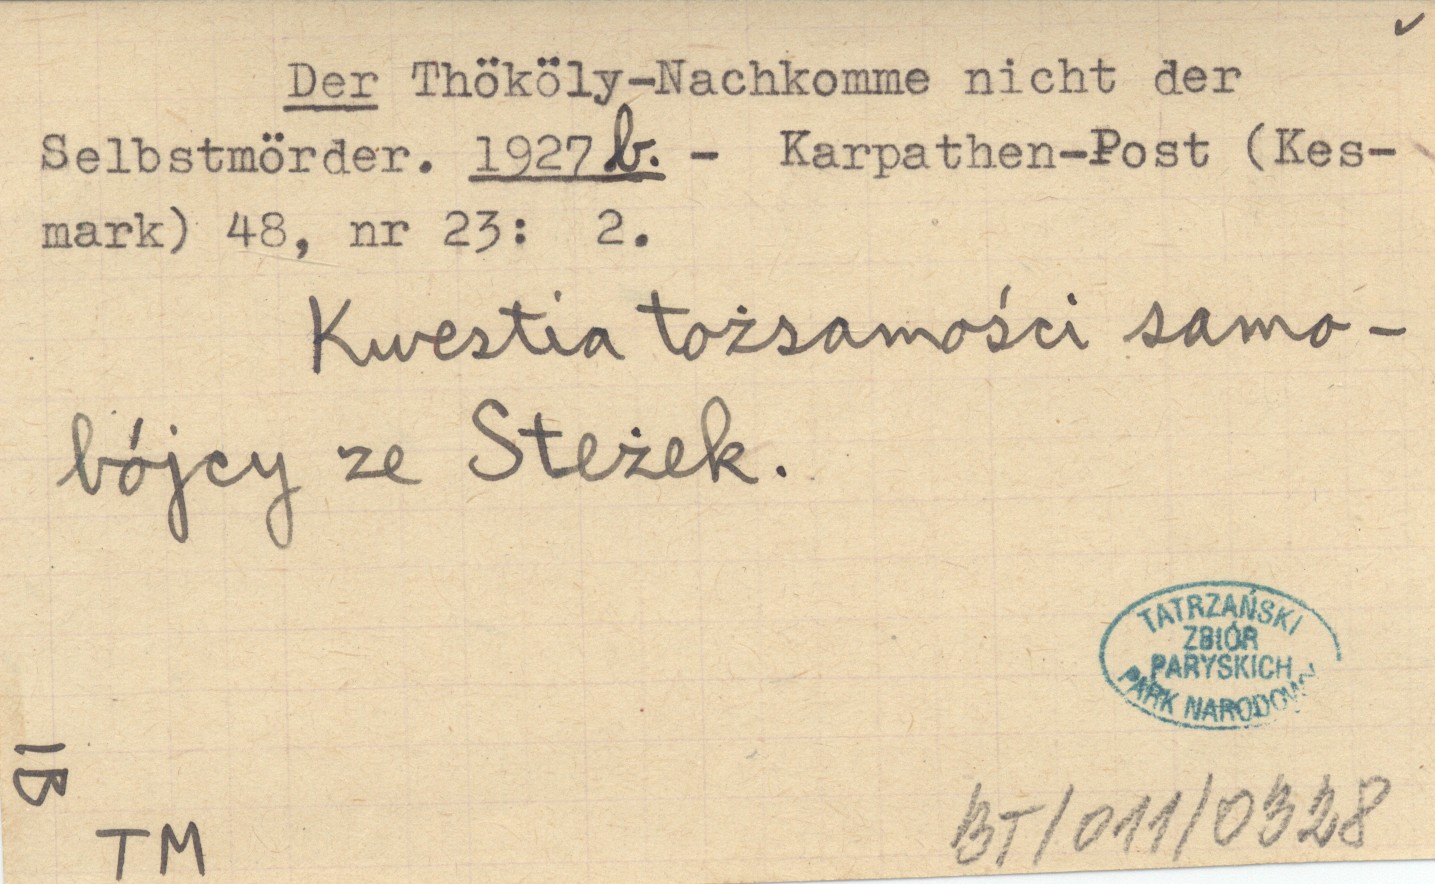 Der Thököly-Nachkomme nicht der
Selbstmörder. 1927 b. - Karpathen-Post (Kes-
mark) 48, nr 23: 2.
Kwestia tożsamości samo-
bójcy ze Steżek.
TATRZAŃSKI
ZBIÓR
PARYSKICH
PARK NARODOWY
IB
TM
BT/011/0328